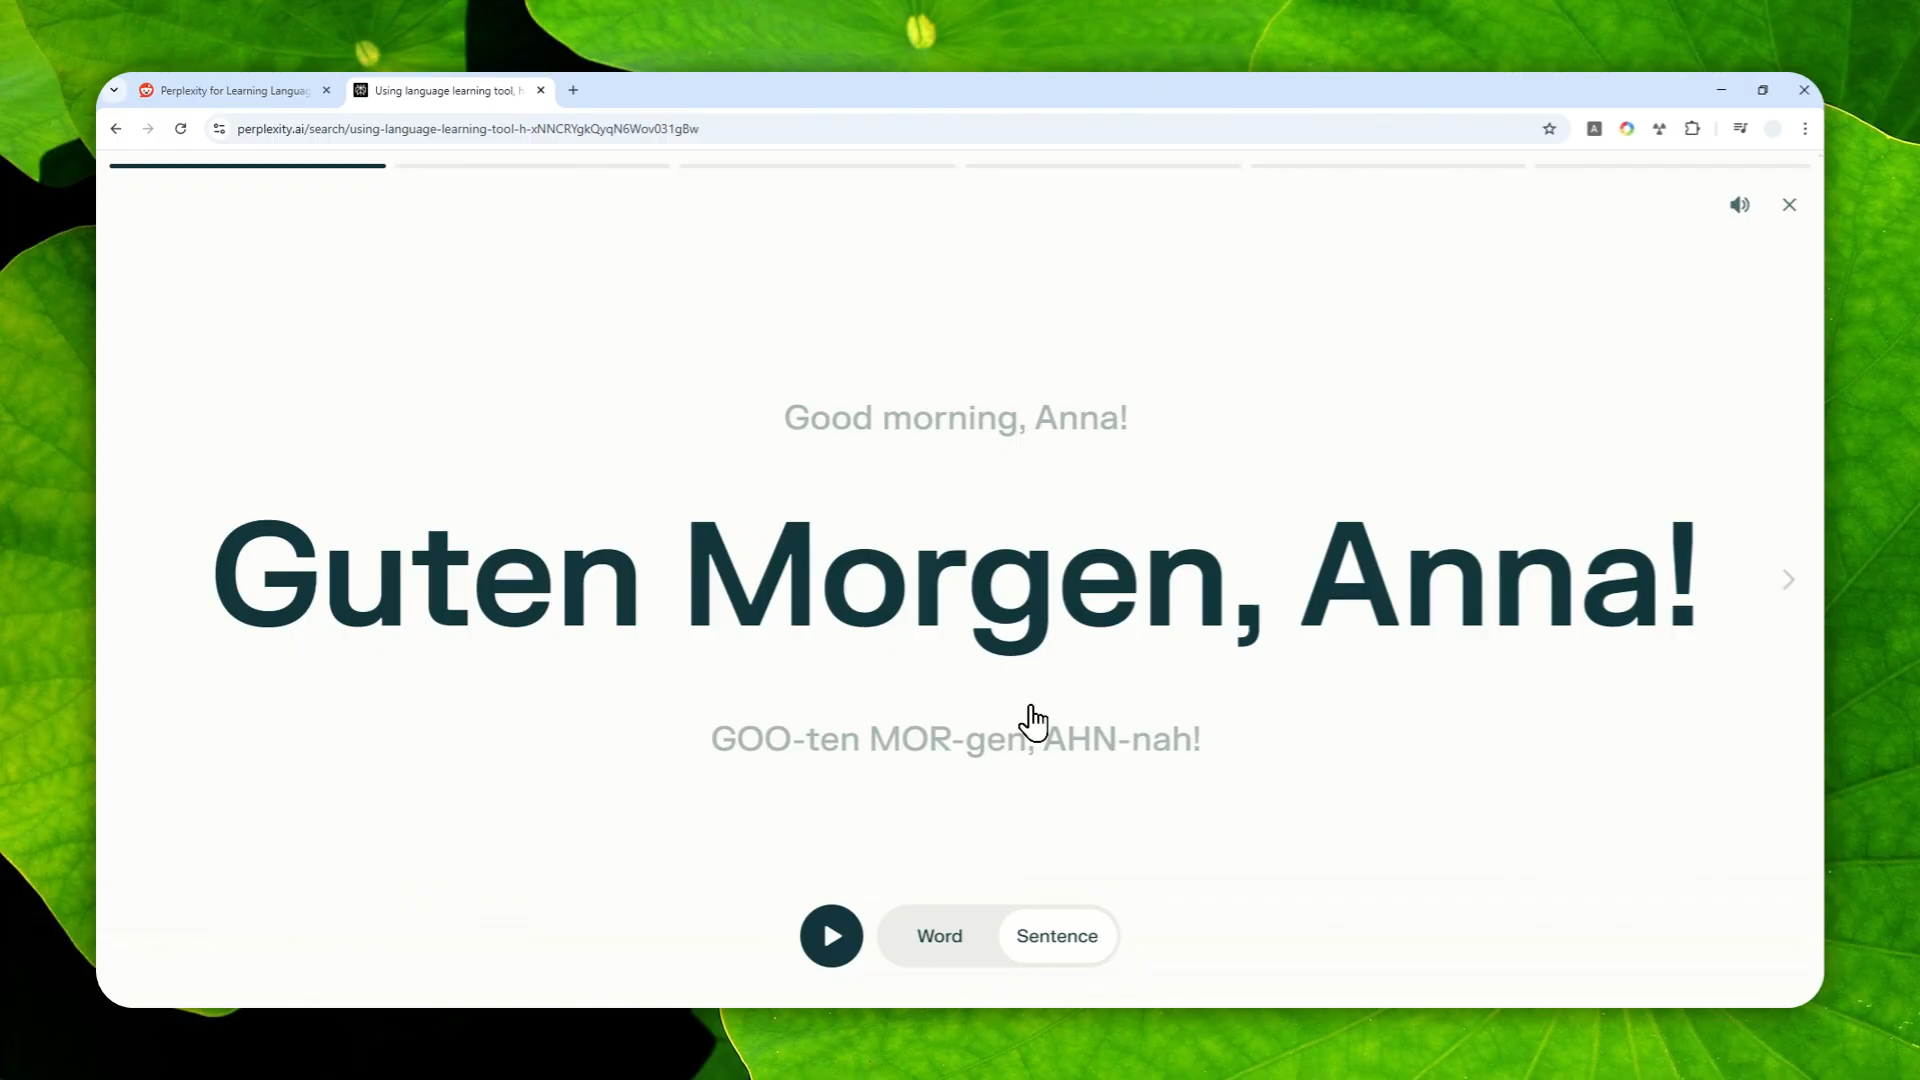 Perplexity for Learning Languag
Using language learning tool, h
perplexity.ai/search/using-language-learning-tool-h-xNNCRYgkQyqN6Wov031gBw
Good morning, Anna!
Guten Morgen, Anna!
GOO-ten MOR-gen, AHN-nah!
Word
Sentence